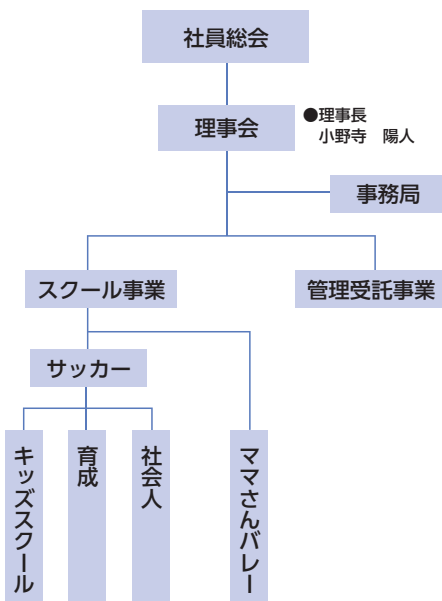 社員総会
理事会
●理事長
小野寺　陽人
事務局
スクール事業
管理受託事業
サッカー
キッズスクール
育成
社会人
ママさんバレー